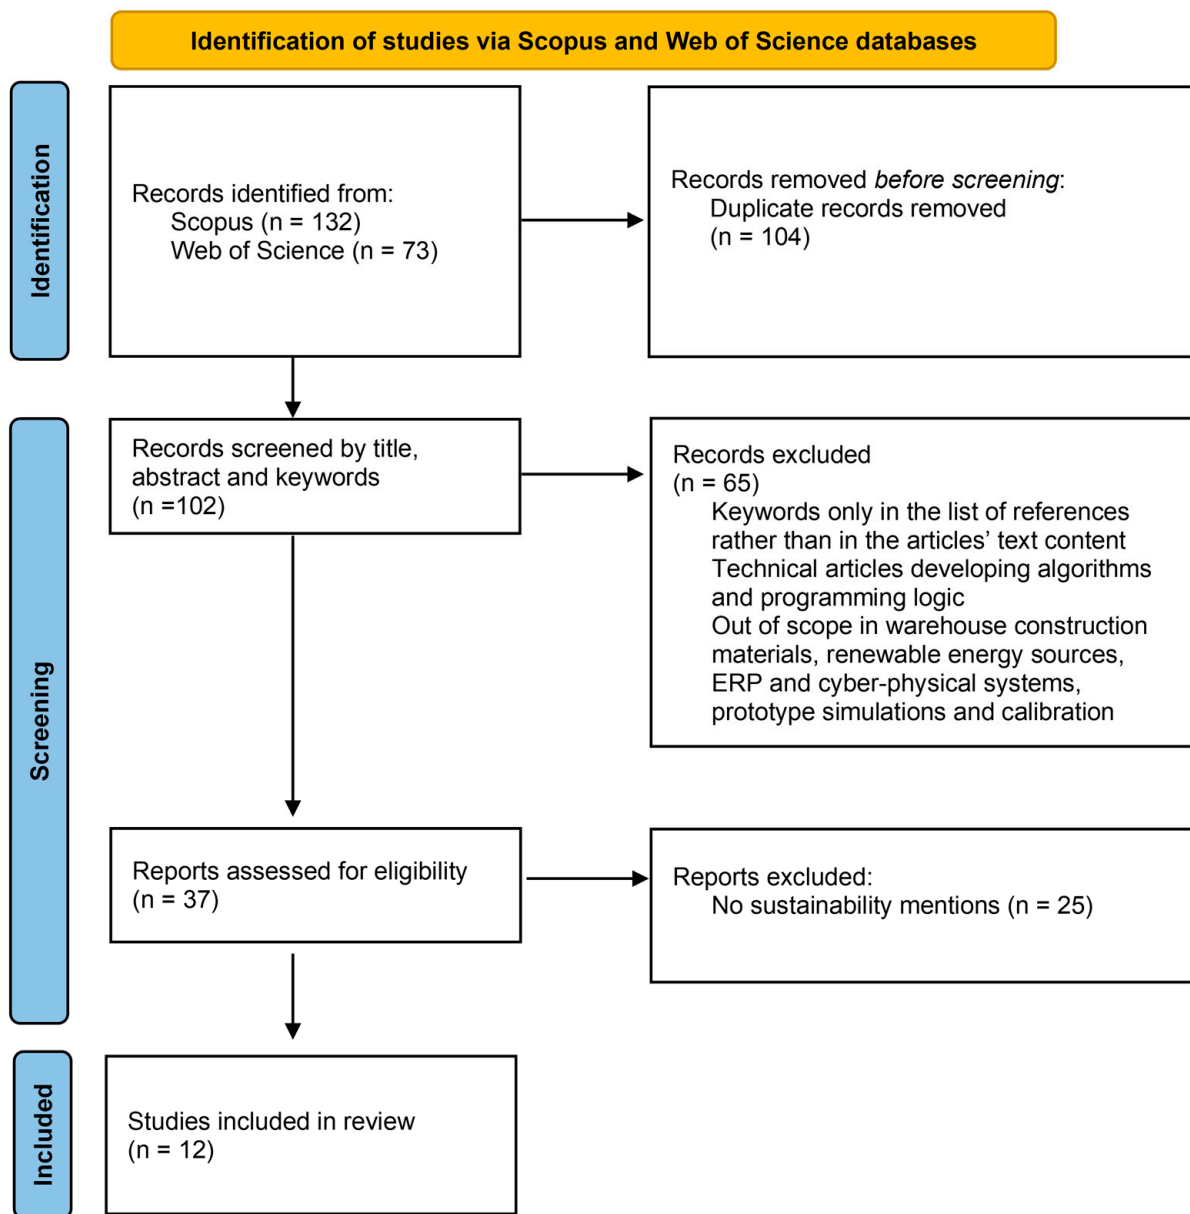 Identification of studies via Scopus and Web of Science databases
Identification
Records identified from:
Scopus (n = 132)
Web of Science (n = 73)
Records removed before screening:
Duplicate records removed
(n = 104)
Screening
Records screened by title,
abstract and keywords
(n =102)
Records excluded
(n = 65)
Keywords only in the list of references
rather than in the articles’ text content
Technical articles developing algorithms
and programming logic
Out of scope in warehouse construction
materials, renewable energy sources,
ERP and cyber-physical systems,
prototype simulations and calibration
Reports assessed for eligibility
(n = 37)
Reports excluded:
No sustainability mentions (n = 25)
Included
Studies included in review
(n = 12)